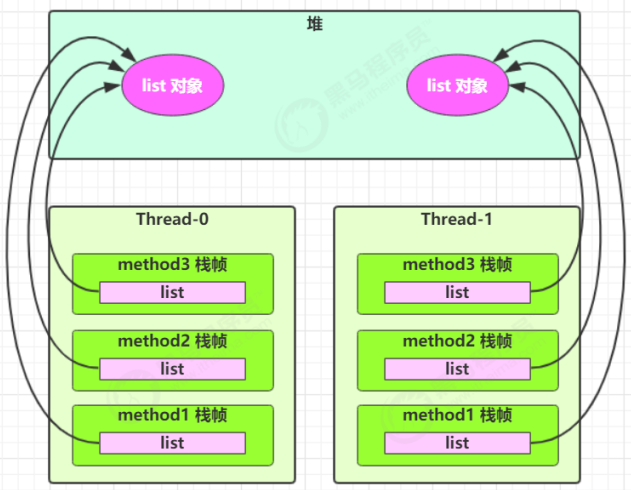 堆
list 对象
list 对象
黑马程序员
Thread-0
Thread-1
method3 栈帧
list
method3 栈帧
list
method2 栈帧
list
method2 栈帧
list
method1 栈帧
list
method1 栈帧
list